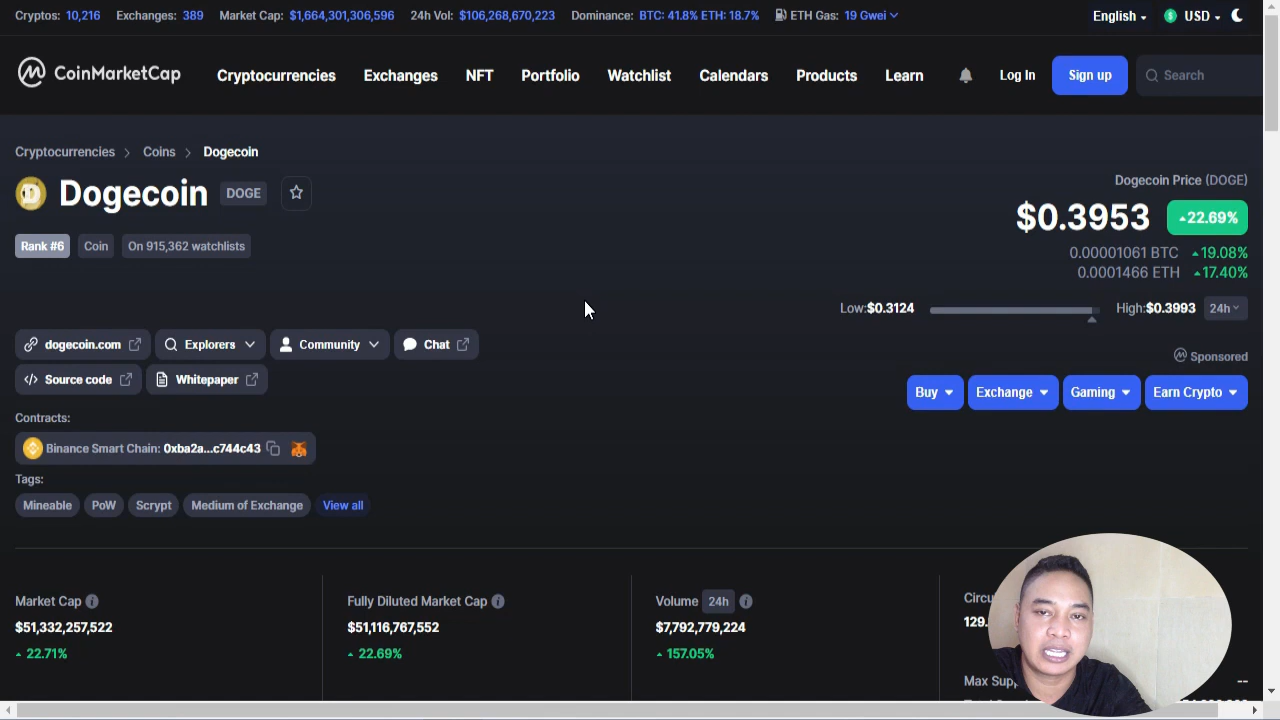 Cryptos: 10,216 Exchanges: 389 Market Cap: $1,664,301,306,596 24h Vol: $106,268,670,223 Dominance: BTC: 41.8% ETH: 18.7% ETH Gas: 19 Gwei English USD
CoinMarketCap Cryptocurrencies Exchanges NFT Portfolio Watchlist Calendars Products Learn Log In Sign up Search
Cryptocurrencies Coins Dogecoin
Dogecoin Price (DOGE)
Dogecoin DOGE
$0.3953 22.69%
Rank #6 Coin On 915,362 watchlists
0.00001061 BTC 19.08%
0.0001466 ETH 17.40%
Low:$0.3124 High:$0.3993 24h
dogecoin.com Explorers Community Chat
Sponsored
Source code Whitepaper
Buy Exchange Gaming Earn Crypto
Contracts:
Binance Smart Chain: 0xba2a...c744c43
Tags:
Mineable PoW Scrypt Medium of Exchange View all
Market Cap Fully Diluted Market Cap Volume 24h
$51,332,257,522 $51,116,767,552 $7,792,779,224 129.
22.71% 22.69% 157.05%
Max --